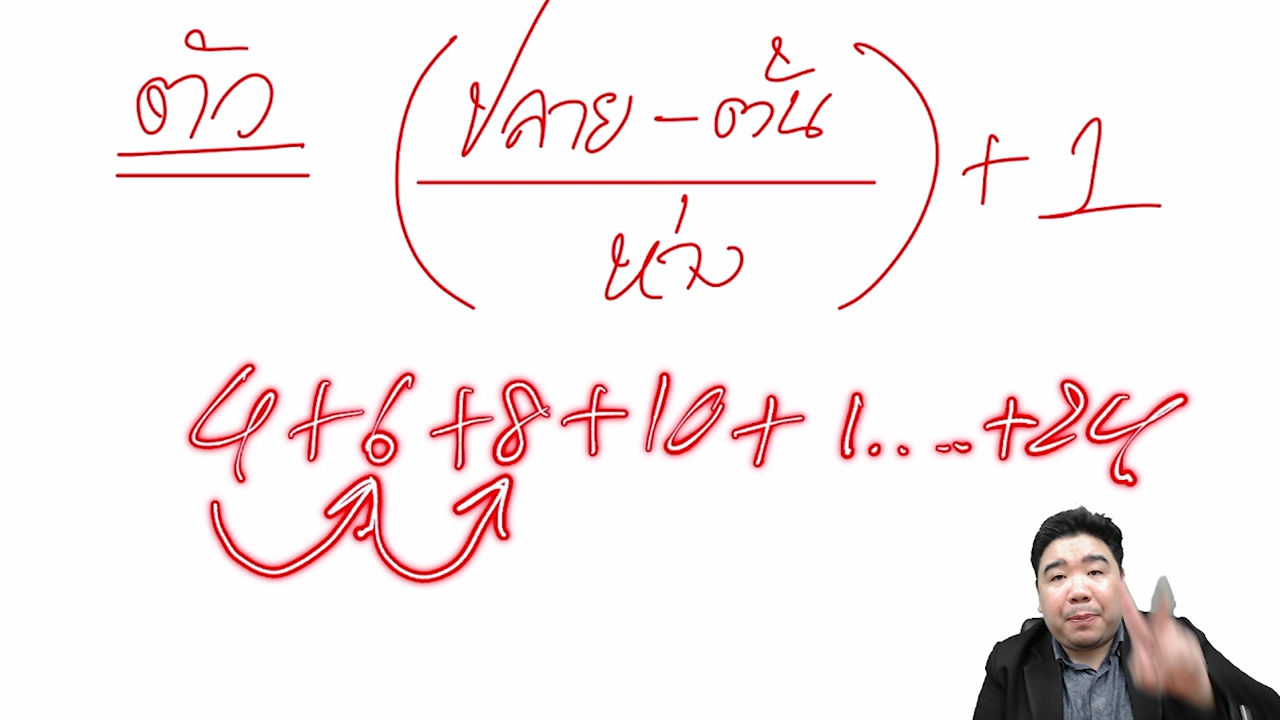 ตัว (ปลาย - ต้น) + 1
ห่าง
4 + 6 + 8 + 10 + 1.... + 24